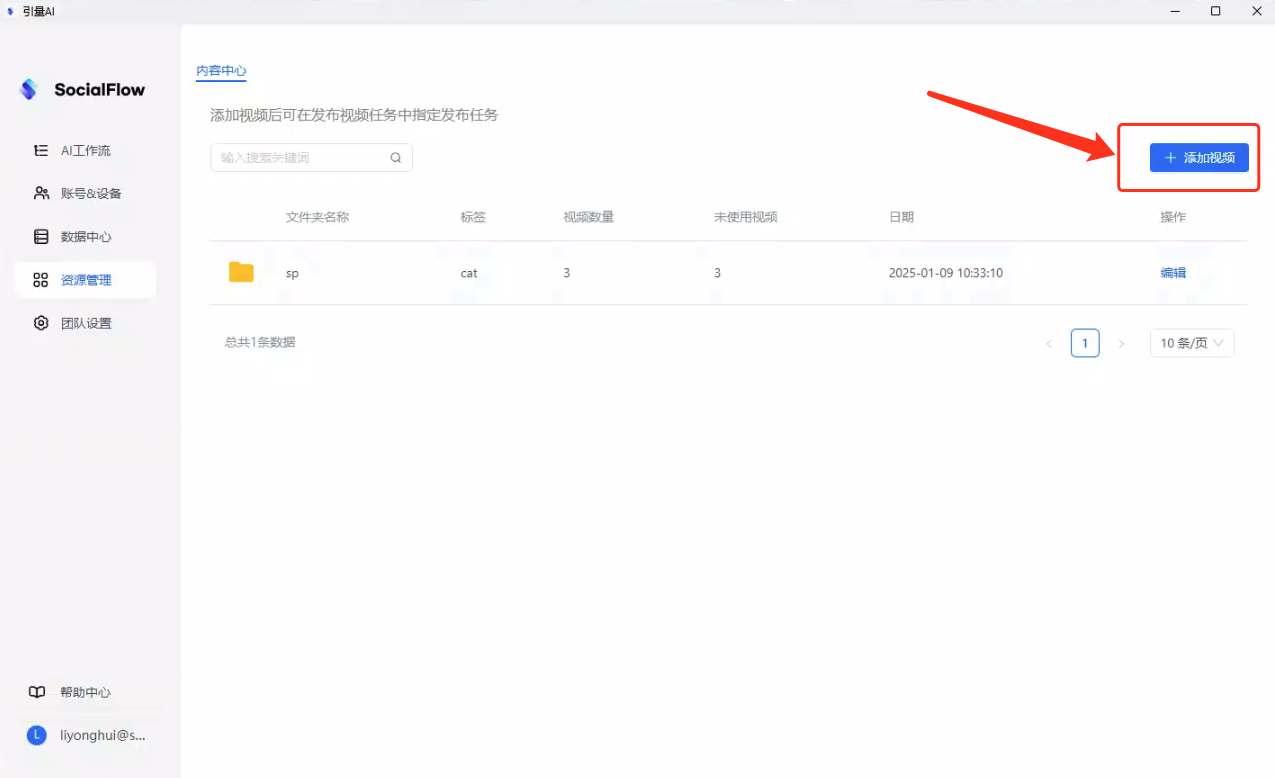 引量AI
SocialFlow
AI工作流
账号&设备
数据中心
资源管理
团队设置
帮助中心
L liyonghui@s...
内容中心
添加视频后可在发布视频任务中指定发布任务
输入搜索关键词
添加视频
文件夹名称 标签 视频数量 未使用视频 日期 操作
sp cat 3 3 2025-01-09 10:33:10 编辑
总共1条数据 < 1 > 10 条/页